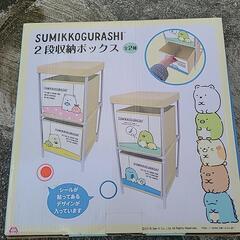 SUMIKKOGURASHI
2段収納ボックス 全2種
シールが
貼ってある
デザインが
入っています